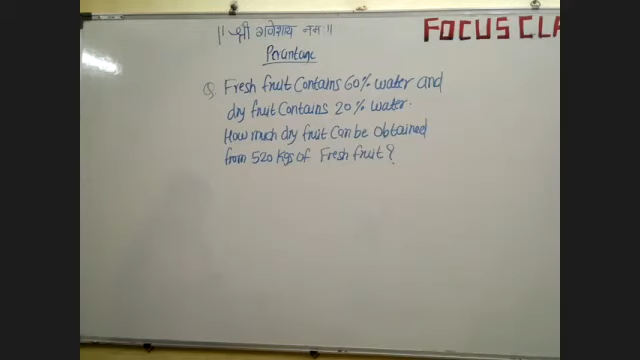 || श्री गणेशाय नमः ||
FOCUS CLA
Percentage
Q. Fresh fruit Contains 60% water and
dry fruit Contains 20% water.
How much dry fruit Can be Obtained
from 520 Kgs of Fresh fruit?